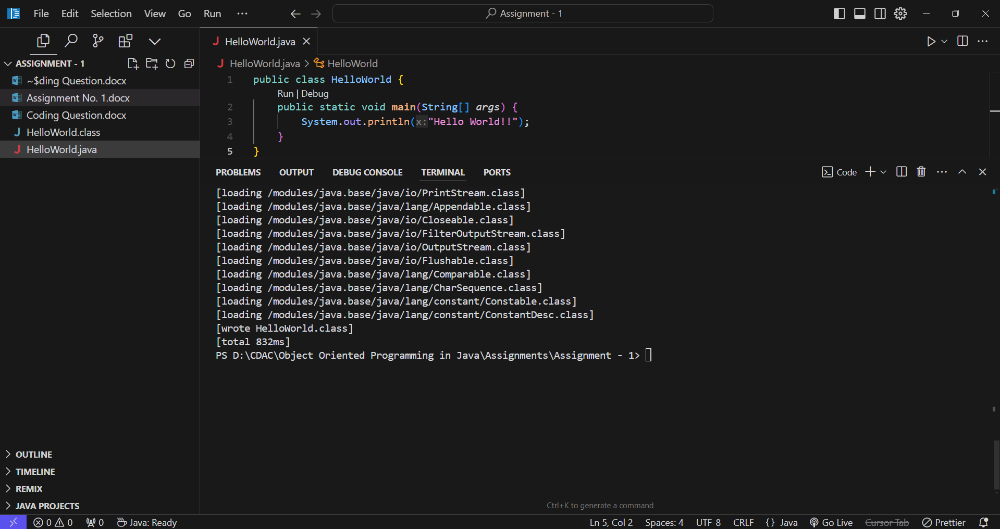 File Edit Selection View Go Run ··· Assignment - 1
ASSIGNMENT - 1
~$ding Question.docx
Assignment No. 1.docx
Coding Question.docx
J HelloWorld.class
J HelloWorld.java
OUTLINE
TIMELINE
REMIX
JAVA PROJECTS
J HelloWorld.java
J HelloWorld.java > HelloWorld
1 public class HelloWorld {
Run | Debug
2 public static void main(String[] args) {
3 System.out.println(x:"Hello World!!");
4 }
5 }
PROBLEMS OUTPUT DEBUG CONSOLE TERMINAL PORTS Code
[loading /modules/java.base/java/io/PrintStream.class]
[loading /modules/java.base/java/lang/Appendable.class]
[loading /modules/java.base/java/io/Closeable.class]
[loading /modules/java.base/java/io/FilterOutputStream.class]
[loading /modules/java.base/java/io/OutputStream.class]
[loading /modules/java.base/java/io/Flushable.class]
[loading /modules/java.base/java/lang/Comparable.class]
[loading /modules/java.base/java/lang/CharSequence.class]
[loading /modules/java.base/java/lang/constant/Constable.class]
[loading /modules/java.base/java/lang/constant/ConstantDesc.class]
[wrote HelloWorld.class]
[total 832ms]
PS D:\CDAC\Object Oriented Programming in Java\Assignments\Assignment - 1>
Ctrl+K to generate a command
0 0 0 Java: Ready Ln 5, Col 2 Spaces: 4 UTF-8 CRLF {} Java Go Live Cursor Tab Prettier